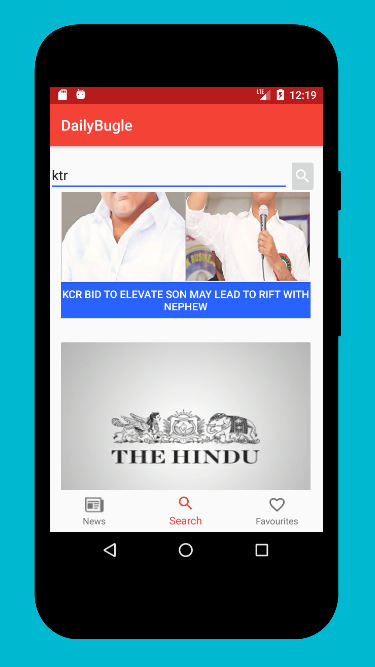 LTE 12:19
DailyBugle
ktr
KCR BID TO ELEVATE SON MAY LEAD TO RIFT WITH
NEPHEW
THE HINDU
News Search Favourites